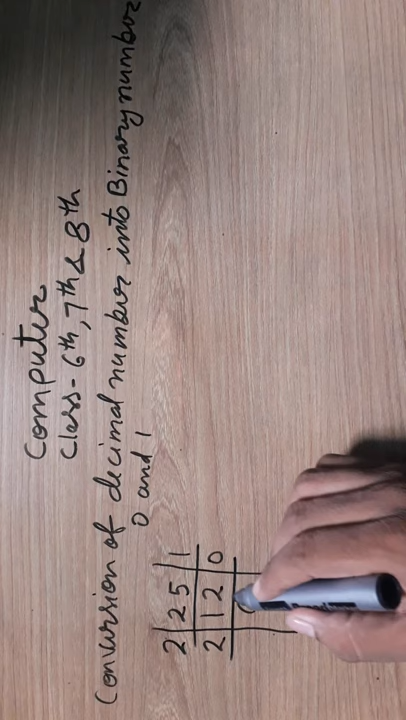 Computer
Class- 6th, 7th & 8th
Conversion of decimal number into Binary number
0 and 1
2 25 1
2 12 0